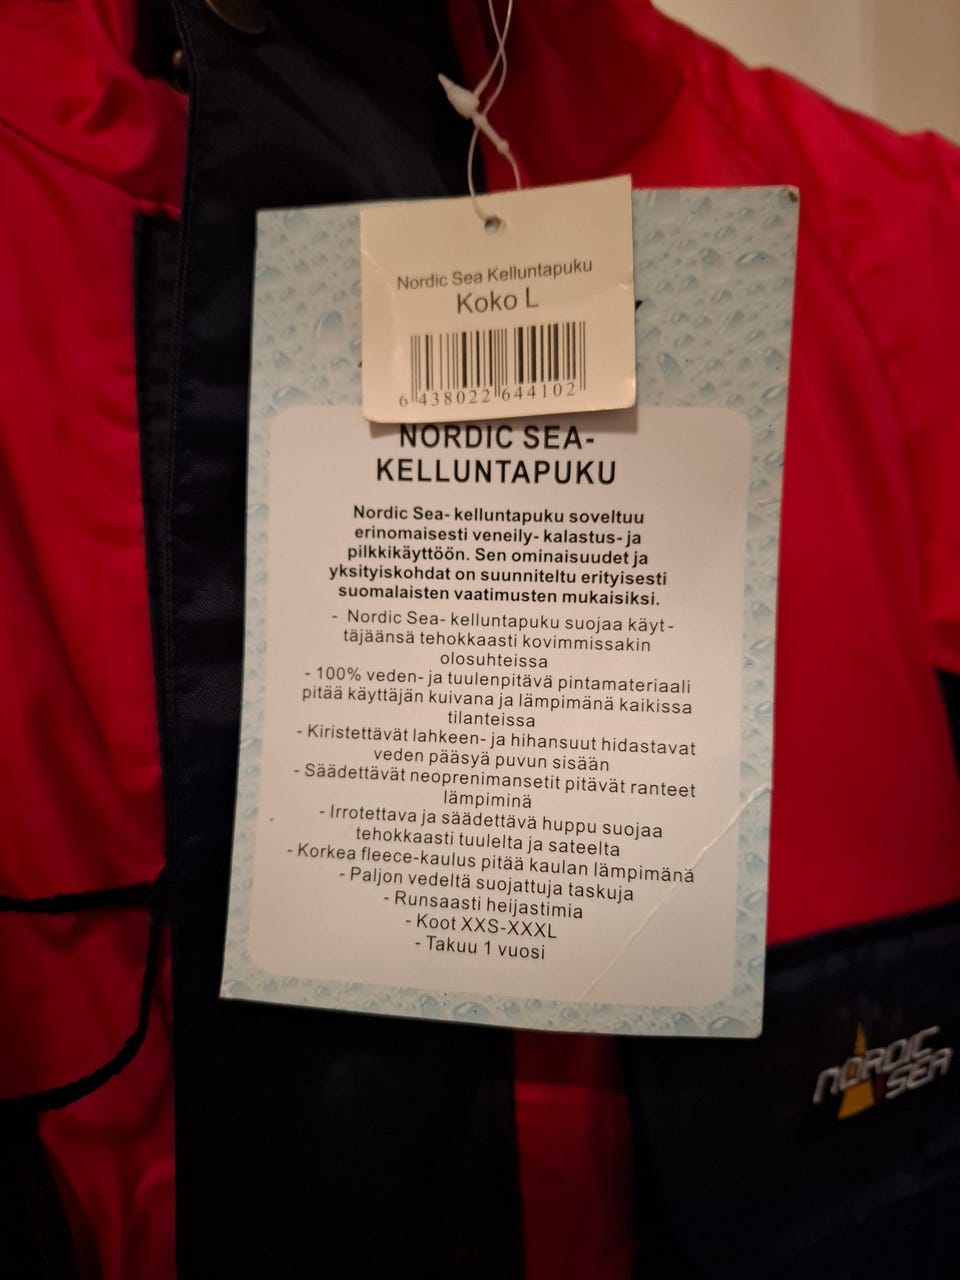 Nordic Sea Kelluntapuku
Koko L
6 438022 644102
NORDIC SEA-
KELLUNTAPUKU
Nordic Sea- kelluntapuku soveltuu
erinomaisesti veneily- kalastus- ja
pilkkikäyttöön. Sen ominaisuudet ja
yksityiskohdat on suunniteltu erityisesti
suomalaisten vaatimusten mukaisiksi.
- Nordic Sea- kelluntapuku suojaa käyt-
täjäänsä tehokkaasti kovimmissakin
olosuhteissa
- 100% veden- ja tuulenpitävä pintamateriaali
pitää käyttäjän kuivana ja lämpimänä kaikissa
tilanteissa
- Kiristettävät lahkeen- ja hihansuut hidastavat
veden pääsyä puvun sisään
- Säädettävät neoprenimansetit pitävät ranteet
lämpiminä
- Irrotettava ja säädettävä huppu suojaa
tehokkaasti tuulelta ja sateelta
- Korkea fleece-kaulus pitää kaulan lämpimänä
- Paljon vedeltä suojattuja taskuja
- Runsaasti heijastimia
- Koot XXS-XXXL
- Takuu 1 vuosi
NORDIC
SEA